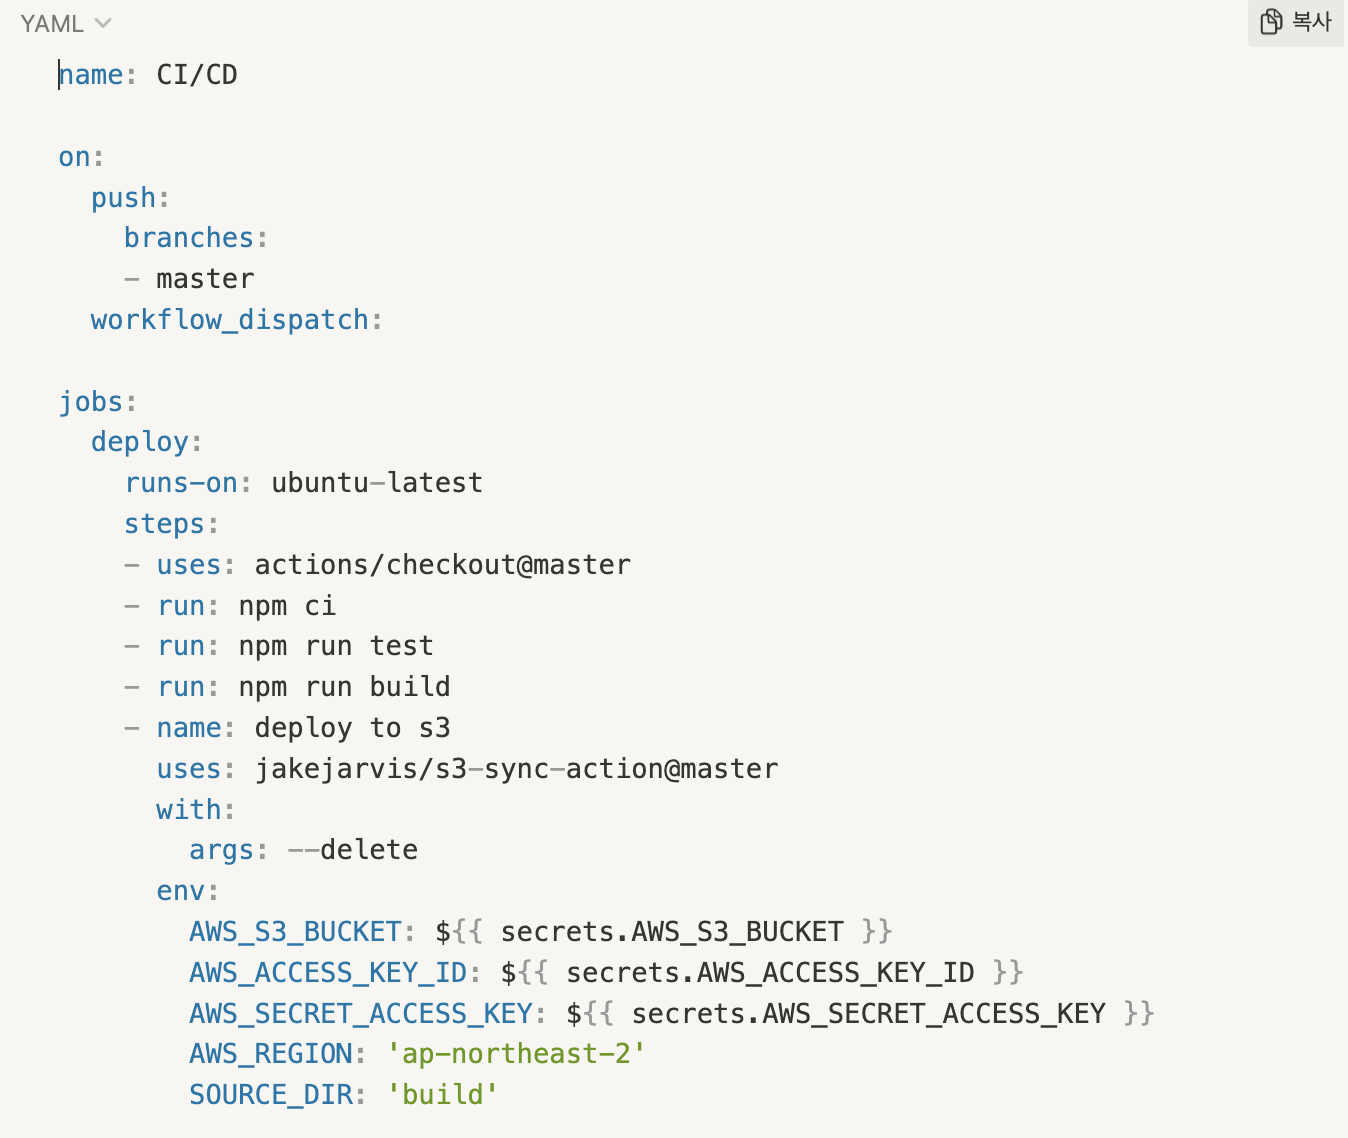 YAML
복사
name: CI/CD

on:
  push:
    branches:
    - master
  workflow_dispatch:

jobs:
  deploy:
    runs-on: ubuntu-latest
    steps:
    - uses: actions/checkout@master
    - run: npm ci
    - run: npm run test
    - run: npm run build
    - name: deploy to s3
      uses: jakejarvis/s3-sync-action@master
      with:
        args: --delete
      env:
        AWS_S3_BUCKET: ${{ secrets.AWS_S3_BUCKET }}
        AWS_ACCESS_KEY_ID: ${{ secrets.AWS_ACCESS_KEY_ID }}
        AWS_SECRET_ACCESS_KEY: ${{ secrets.AWS_SECRET_ACCESS_KEY }}
        AWS_REGION: 'ap-northeast-2'
        SOURCE_DIR: 'build'